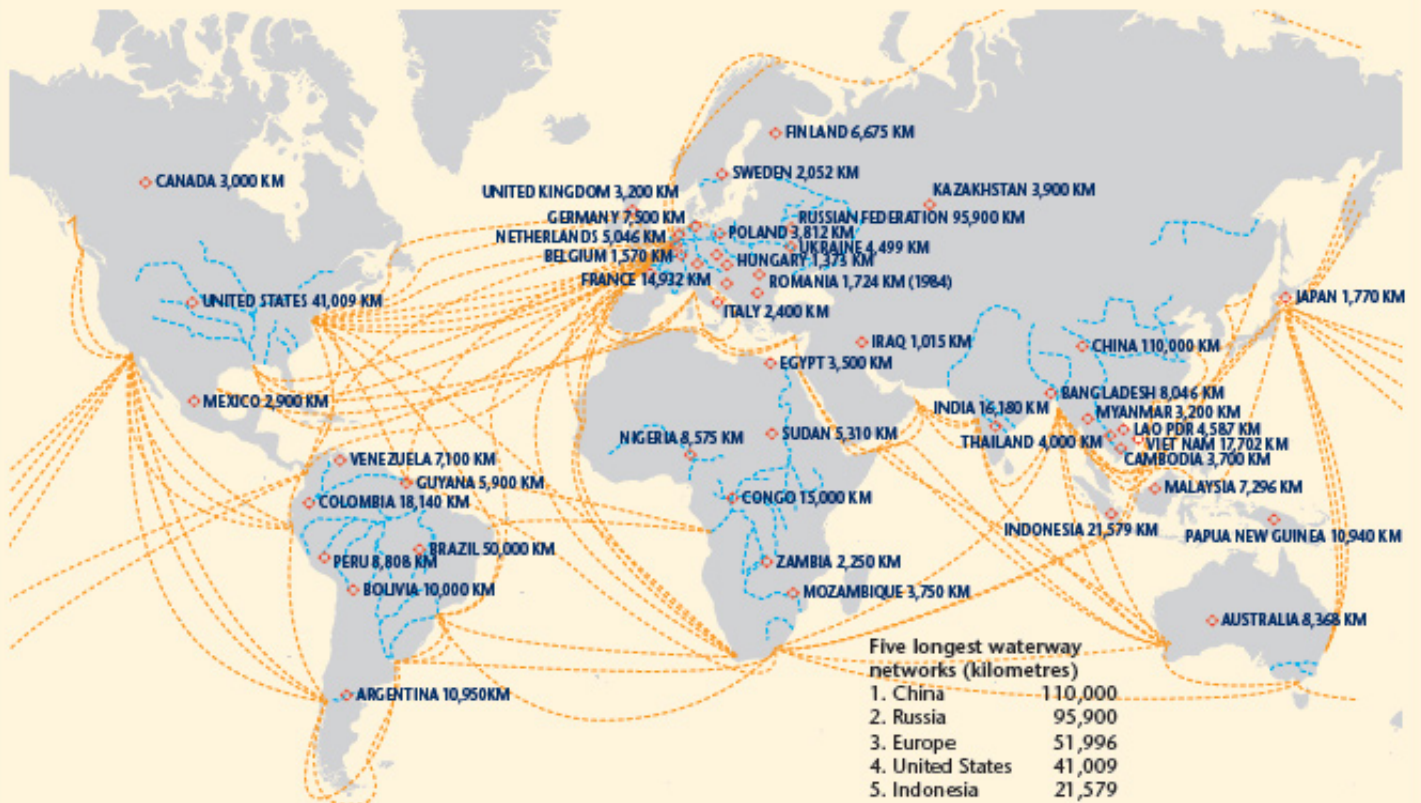 FINLAND 6,675 KM
SWEDEN 2,052 KM
CANADA 3,000 KM
UNITED KINGDOM 3,200 KM
KAZAKHSTAN 3,900 KM
GERMANY 7,500 KM
RUSSIAN FEDERATION 95,900 KM
NETHERLANDS 5,046 KM
POLAND 3,812 KM
UKRAINE 4,499 KM
BELGIUM 1,570 KM
HUNGARY 1,373 KM
FRANCE 14,932 KM
ROMANIA 1,724 KM (1984)
UNITED STATES 41,009 KM
ITALY 2,400 KM
JAPAN 1,770 KM
IRAQ 1,015 KM
CHINA 110,000 KM
EGYPT 3,500 KM
MEXICO 2,900 KM
BANGLADESH 8,046 KM
INDIA 16,180 KM
MYANMAR 3,200 KM
NIGERIA 8,575 KM
SUDAN 5,310 KM
LAO PDR 4,587 KM
THAILAND 4,000 KM
VIET NAM 17,702 KM
CAMBODIA 3,700 KM
VENEZUELA 7,100 KM
GUYANA 5,900 KM
MALAYSIA 7,296 KM
COLOMBIA 18,140 KM
CONGO 15,000 KM
INDONESIA 21,579 KM
PAPUA NEW GUINEA 10,940 KM
BRAZIL 50,000 KM
PERU 8,808 KM
ZAMBIA 2,250 KM
BOLIVIA 10,000 KM
MOZAMBIQUE 3,750 KM
AUSTRALIA 8,368 KM
ARGENTINA 10,950KM
Five longest waterway
networks (kilometres)
1. China 110,000
2. Russia 95,900
3. Europe 51,996
4. United States 41,009
5. Indonesia 21,579